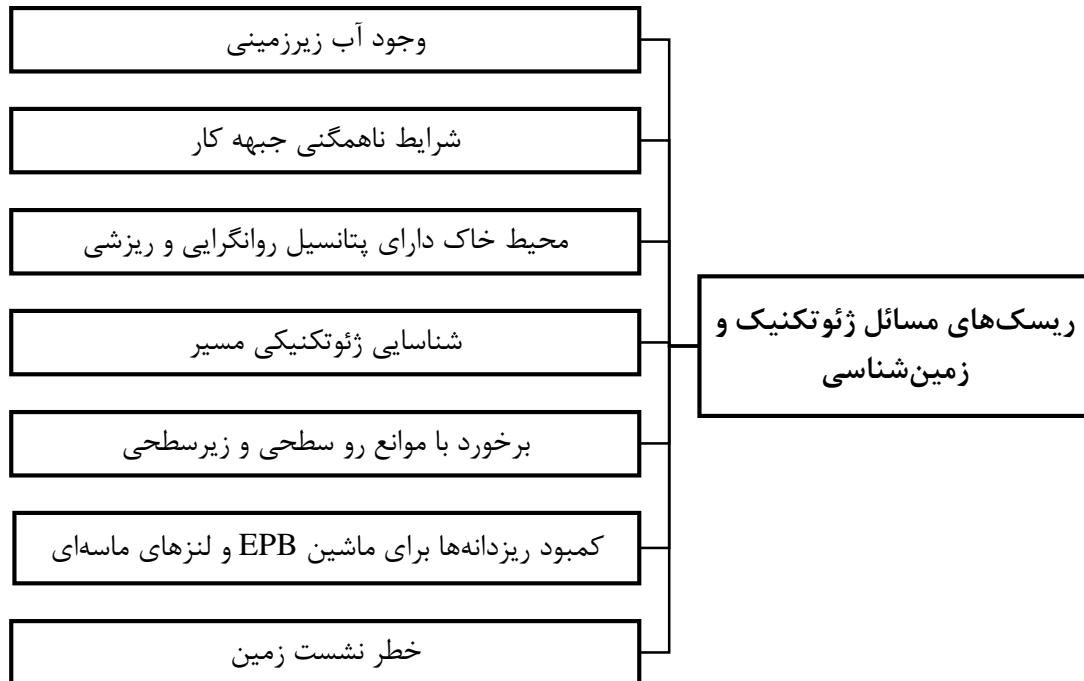 وجود آب زیرزمینی
شرایط ناهمگنی جبهه کار
محیط خاک دارای پتانسیل روانگرایی و ریزشی
شناسایی ژئوتکنیکی مسیر
برخورد با موانع رو سطحی و زیرسطحی
کمبود ریزدانه‌ها برای ماشین EPB و لنزهای ماسه‌ای
خطر نشست زمین
ریسک‌های مسائل ژئوتکنیک و
زمین‌شناسی